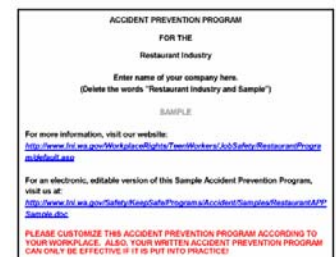 ACCIDENT PREVENTION PROGRAM
FOR THE
Restaurant Industry
Enter name of your company here.
(Delete the words "Restaurant industry and Sample")
SAMPLE
For more information, visit our website:
http://www.lni.wa.gov/WorkplaceRights/TeenWorkers/JobSafety/RestaurantProgra
m/default.asp
For an electronic, editable version of this Sample Accident Prevention Program,
visit us at:
http://www.lni.wa.gov/Safety/KeepSafe/Programs/Accident/Samples/RestaurantAPP
Sample.doc
PLEASE CUSTOMIZE THIS ACCIDENT PREVENTION PROGRAM ACCORDING TO
YOUR WORKPLACE. ALSO, YOUR WRITTEN ACCIDENT PREVENTION PROGRAM
CAN ONLY BE EFFECTIVE IF IT IS PUT INTO PRACTICE!